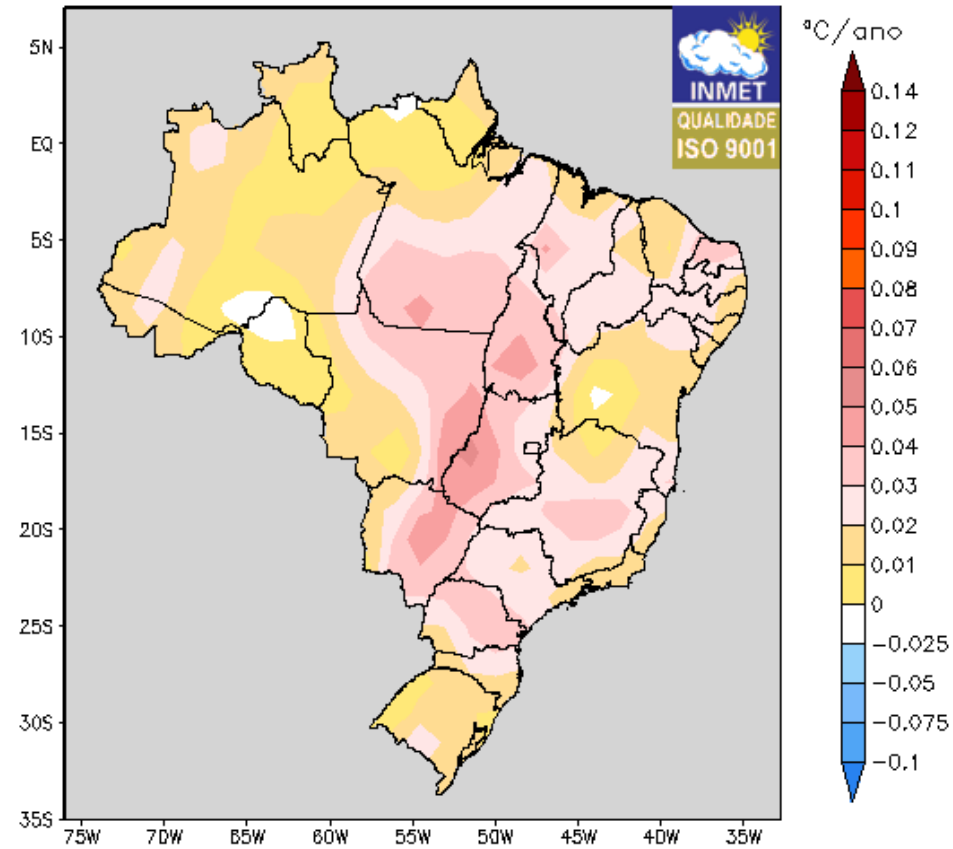 °C/ano
INMET
QUALIDADE
ISO 9001
5N
EQ
5S
10S
15S
20S
25S
30S
35S
75W
70W
65W
60W
55W
50W
45W
40W
35W
0.14
0.12
0.11
0.1
0.09
0.08
0.07
0.06
0.05
0.04
0.03
0.02
0.01
0
-0.025
-0.05
-0.075
-0.1